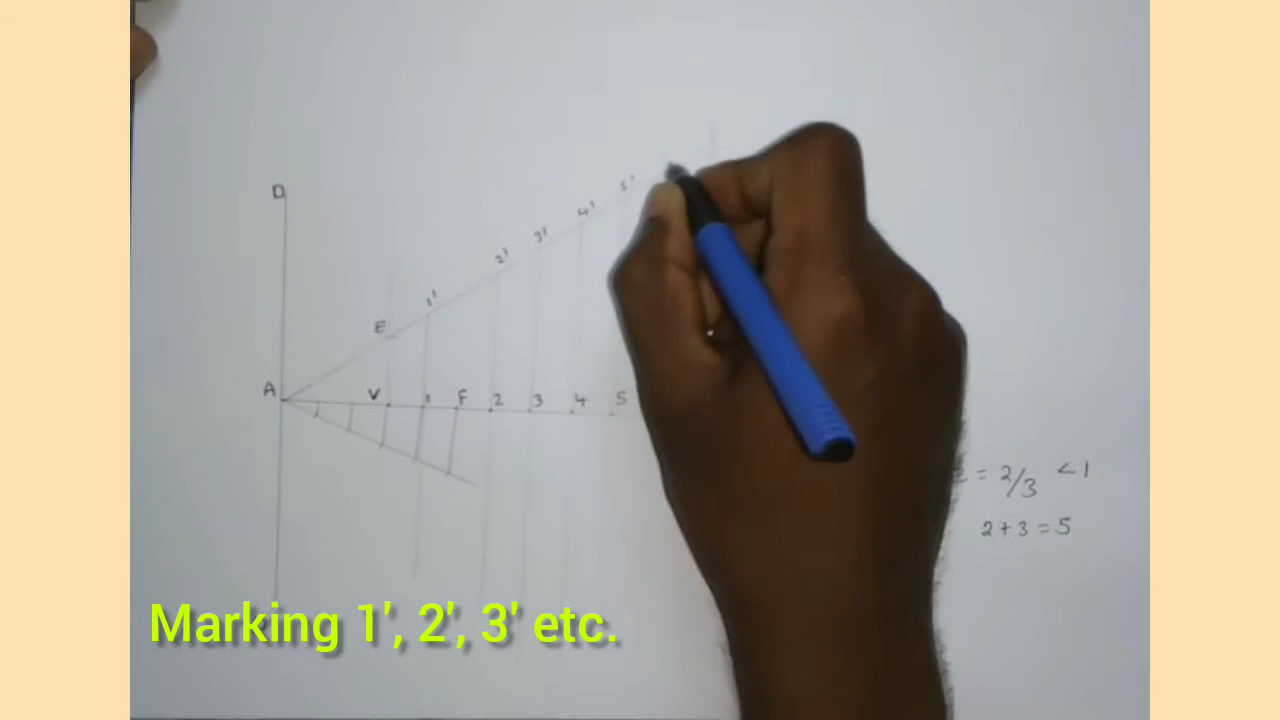 D
5'
4'
3'
2'
1'
E
A V 1 F 2 3 4 5
= 2/3 < 1
2 + 3 = 5
Marking 1', 2', 3' etc.